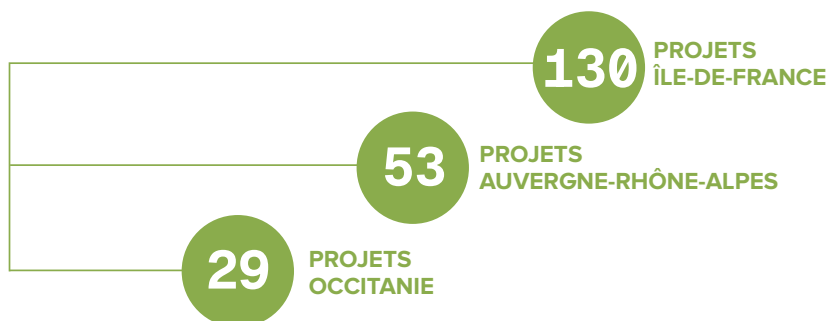 130
PROJETS
ÎLE-DE-FRANCE
53
PROJETS
AUVERGNE-RHÔNE-ALPES
29
PROJETS
OCCITANIE